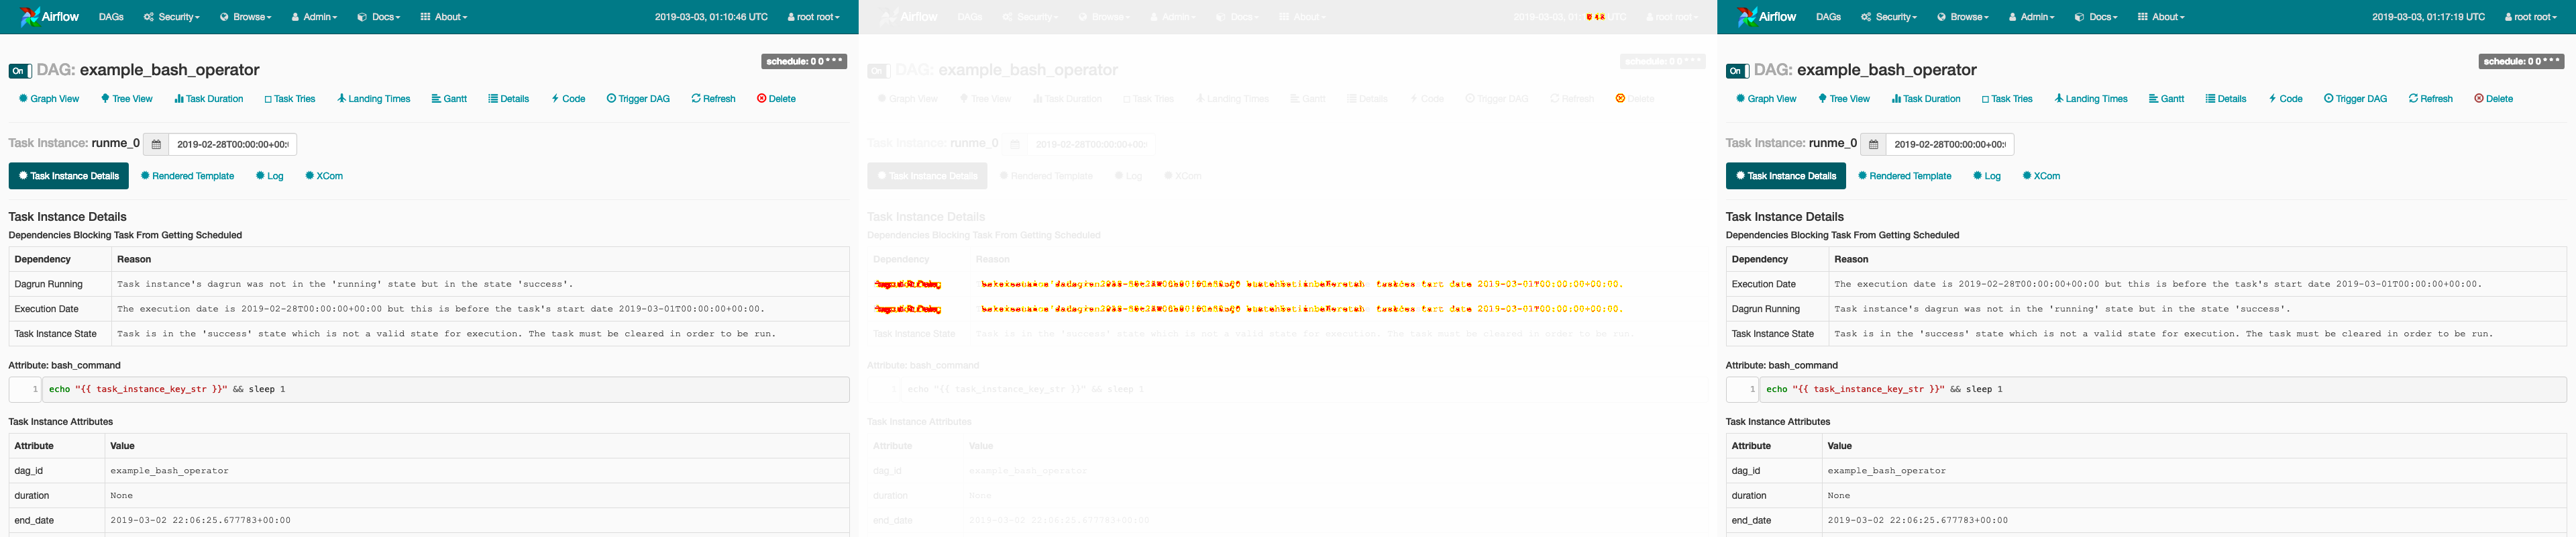 Airflow DAGs Security Browse Admin Docs About 2019-03-03, 01:10:46 UTC root root
schedule: 0 0 * * *
On DAG: example_bash_operator
Graph View Tree View Task Duration Task Tries Landing Times Gantt Details Code Trigger DAG Refresh Delete
Task Instance: runme_0 2019-02-28T00:00:00+00:
Task Instance Details Rendered Template Log XCom
Task Instance Details
Dependencies Blocking Task From Getting Scheduled
Dependency Reason
Dagrun Running Task instance's dagrun was not in the 'running' state but in the state 'success'.
Execution Date The execution date is 2019-02-28T00:00:00+00:00 but this is before the task's start date 2019-03-01T00:00:00+00:00.
Task Instance State Task is in the 'success' state which is not a valid state for execution. The task must be cleared in order to be run.
Attribute: bash_command
1 echo "{{ task_instance_key_str }}" && sleep 1
Task Instance Attributes
Attribute Value
dag_id example_bash_operator
duration None
end_date 2019-03-02 22:06:25.677783+00:00
Airflow DAGs Security Browse Admin Docs About 2019-03-03, 01: UTC root root
schedule: 0 0 * * *
On DAG: example_bash_operator
Graph View Tree View Task Duration Task Tries Landing Times Gantt Details Code Trigger DAG Refresh Delete
Task Instance: runme_0 2019-02-28T00:00:00+00:
Task Instance Details Rendered Template Log XCom
Task Instance Details
Dependencies Blocking Task From Getting Scheduled
Dependency Reason
start date 2019-03-01T00:00:00+00:00.
start date 2019-03-01T00:00:00+00:00.
Task Instance State Task is in the 'success' state which is not a valid state for execution. The task must be cleared in order to be run.
Attribute: bash_command
1 echo "{{ task_instance_key_str }}" && sleep 1
Task Instance Attributes
Attribute Value
dag_id example_bash_operator
duration None
end_date 2019-03-02 22:06:25.677783+00:00
Airflow DAGs Security Browse Admin Docs About 2019-03-03, 01:17:19 UTC root root
schedule: 0 0 * * *
On DAG: example_bash_operator
Graph View Tree View Task Duration Task Tries Landing Times Gantt Details Code Trigger DAG Refresh Delete
Task Instance: runme_0 2019-02-28T00:00:00+00:
Task Instance Details Rendered Template Log XCom
Task Instance Details
Dependencies Blocking Task From Getting Scheduled
Dependency Reason
Execution Date The execution date is 2019-02-28T00:00:00+00:00 but this is before the task's start date 2019-03-01T00:00:00+00:00.
Dagrun Running Task instance's dagrun was not in the 'running' state but in the state 'success'.
Task Instance State Task is in the 'success' state which is not a valid state for execution. The task must be cleared in order to be run.
Attribute: bash_command
1 echo "{{ task_instance_key_str }}" && sleep 1
Task Instance Attributes
Attribute Value
dag_id example_bash_operator
duration None
end_date 2019-03-02 22:06:25.677783+00:00